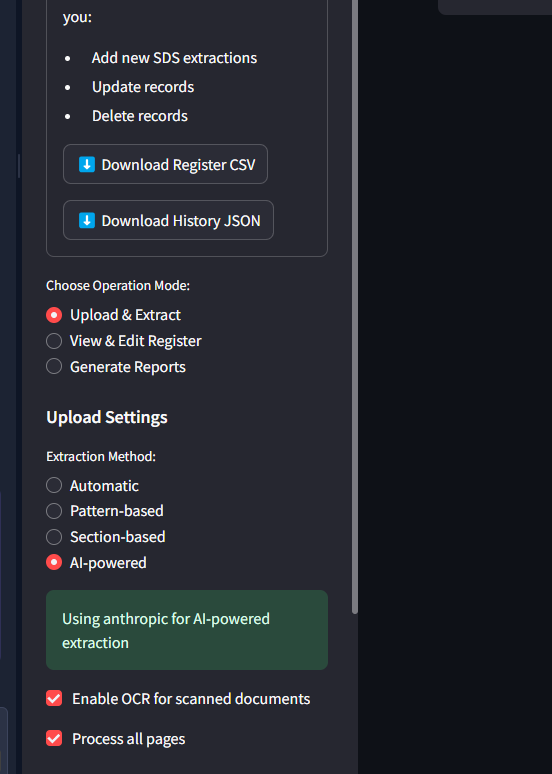 you:
• Add new SDS extractions
• Update records
• Delete records
Download Register CSV
Download History JSON
Choose Operation Mode:
Upload & Extract
View & Edit Register
Generate Reports
Upload Settings
Extraction Method:
Automatic
Pattern-based
Section-based
AI-powered
Using anthropic for AI-powered
extraction
Enable OCR for scanned documents
Process all pages